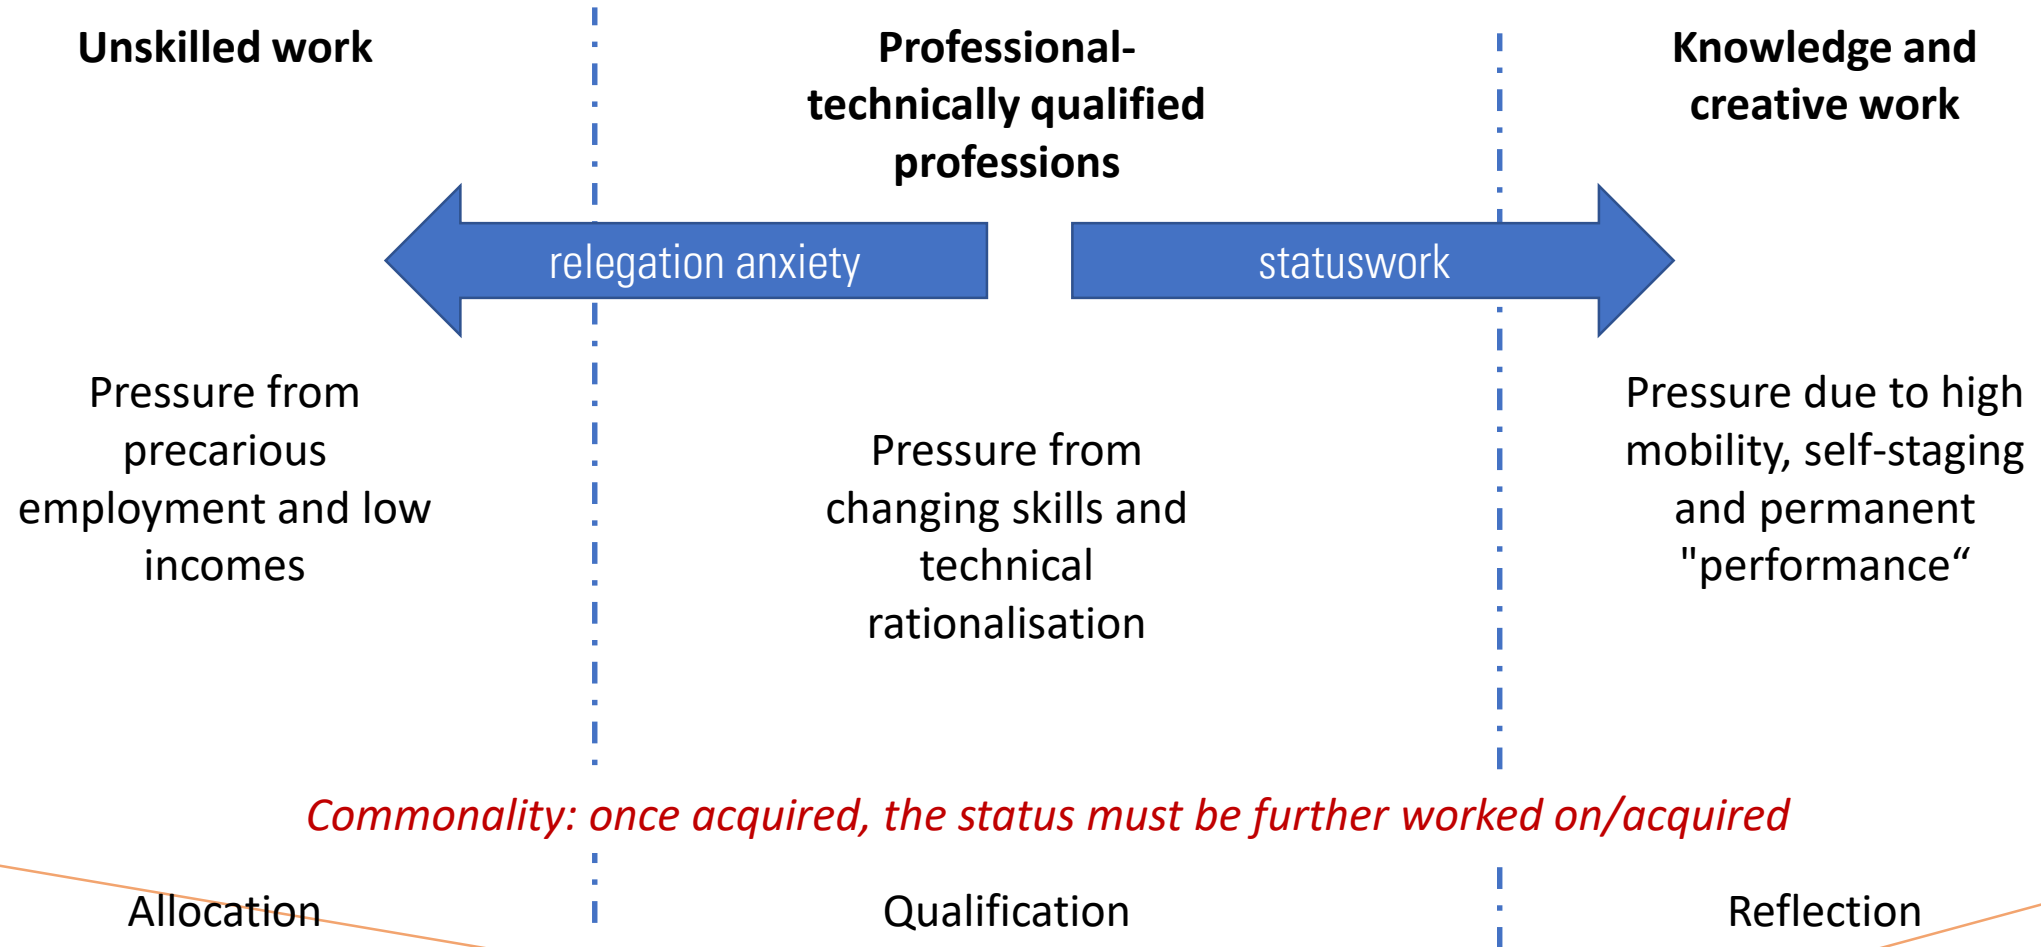 Unskilled work
Professional-
technically qualified
professions
Knowledge and
creative work
relegation anxiety
statuswork
Pressure from
precarious
employment and low
incomes
Pressure from
changing skills and
technical
rationalisation
Pressure due to high
mobility, self-staging
and permanent
"performance“
Commonality: once acquired, the status must be further worked on/acquired
Allocation
Qualification
Reflection